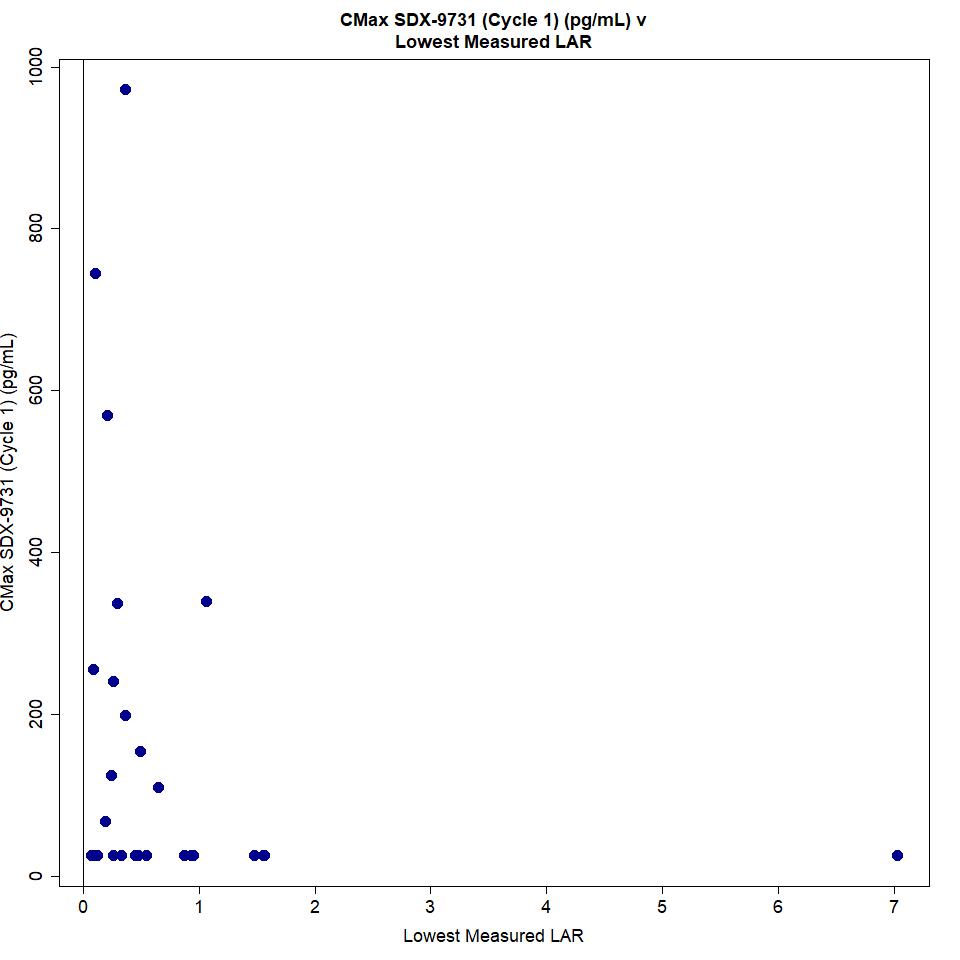 CMax SDX-9731 (Cycle 1) (pg/mL) v
Lowest Measured LAR
CMax SDX-9731 (Cycle 1) (pg/mL)
1000
800
600
400
200
0
0 1 2 3 4 5 6 7
Lowest Measured LAR